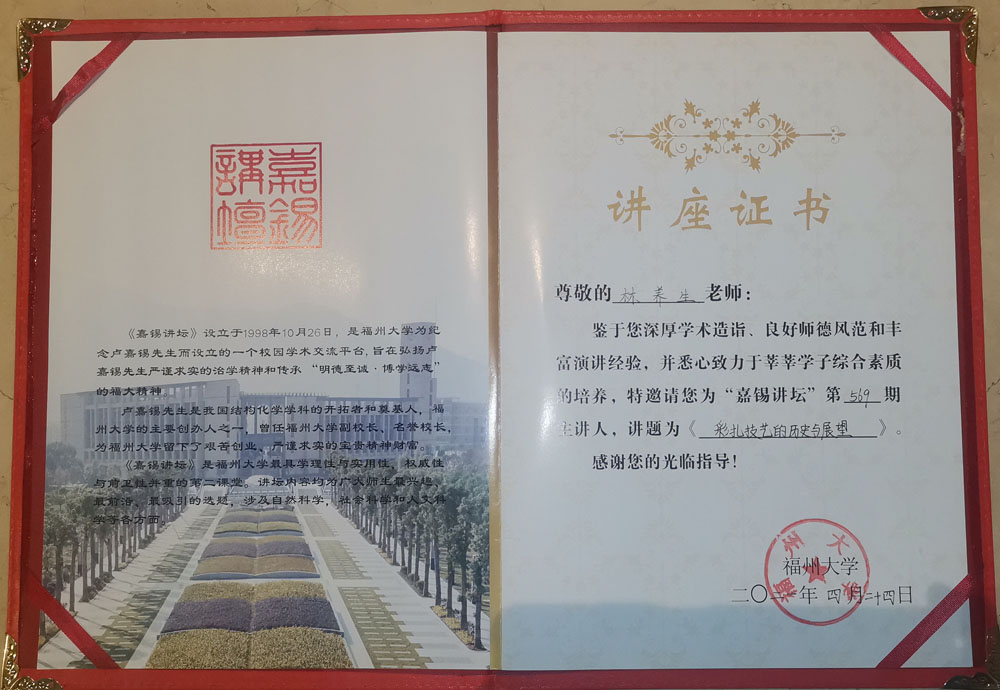 嘉錫講壇
《嘉锡讲坛》设立于1998年10月26日，是福州大学为纪
念卢嘉锡先生而设立的一个校园学术交流平台,旨在弘扬卢
嘉锡先生严谨求实的治学精神和传承“明德至诚·博学远志”
的福大精神。
卢嘉锡先生是我国结构化学学科的开拓者和奠基人，福
州大学的主要创办人之一，曾任福州大学副校长、名誉校长，
为福州大学留下了艰苦创业、严谨求实的宝贵精神财富。
《嘉锡讲坛》是福州大学最具学理性与实用性，权威性
与前卫性并重的第二课堂。讲坛内容均为广大师生最兴趣、
最前沿、最吸引的选题，涉及自然科学，社会科学和人文科
学等各方面。
讲座证书
尊敬的林养生老师：
鉴于您深厚学术造诣、良好师德风范和丰
富演讲经验，并悉心致力于莘莘学子综合素质
的培养，特邀请您为“嘉锡讲坛”第569期
主讲人，讲题为《彩扎技艺的历史与展望》。
感谢您的光临指导！
福州大学
二〇 年四月二十四日